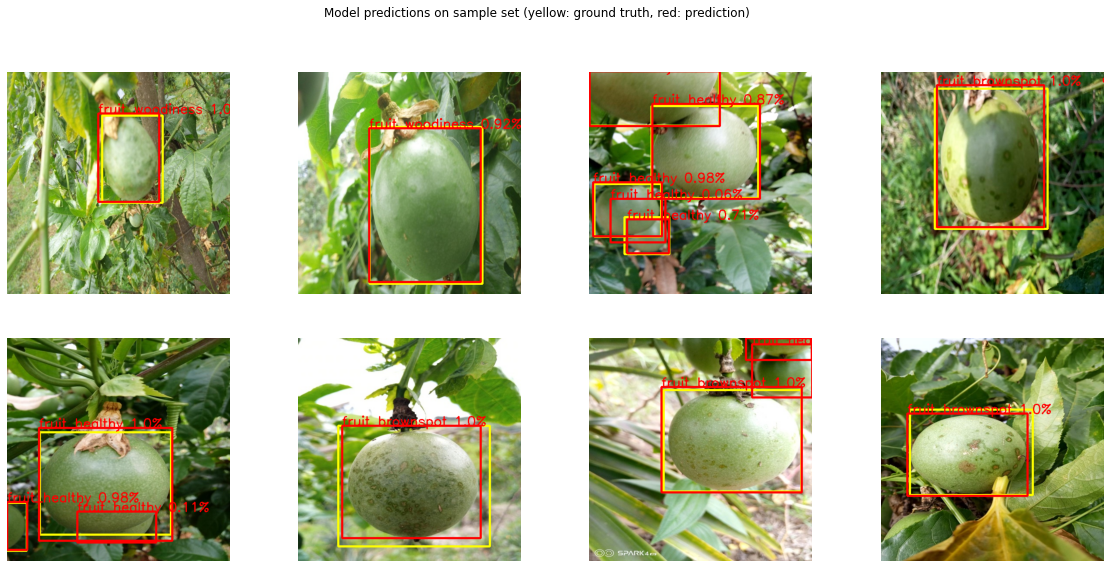 Model predictions on sample set (yellow: ground truth, red: prediction)
fruit_woodiness 1.0
fruit_woodiness 0.92%
fruit_healthy 0.87%
fruit_healthy 0.98%
fruit_healthy 0.06%
fruit_healthy 0.71%
fruit_brownspot 1.0%
fruit_healthy 1.0%
fruit_healthy 0.98%
fruit_healthy 0.11%
fruit_brownspot 1.0%
fruit_brownspot 1.0%
fruit_brownspot 1.0%